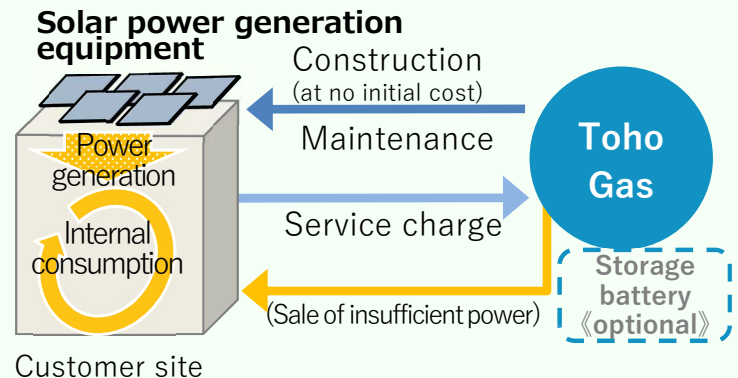 Solar power generation
equipment
Construction
(at no initial cost)
Maintenance
Toho
Gas
Power
generation
Internal
consumption
Service charge
(Sale of insufficient power)
Storage
battery
《optional》
Customer site